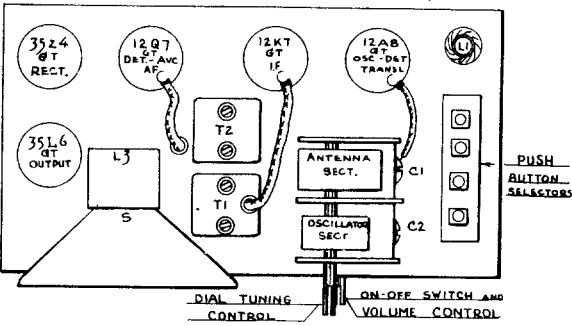 35Z4
GT
RECT.
12Q7
GT
DET.-AVC
AF
12K7
GT
I.F
12A8
GT
OSC-DET
TRANSL
L1
35L6
GT
OUTPUT
L3
S
T2
T1
ANTENNA
SECT.
C1
OSCILLATOR
SECT
C2
PUSH
BUTTON
SELECTORS
DIAL TUNING
CONTROL
ON-OFF SWITCH AND
VOLUME CONTROL